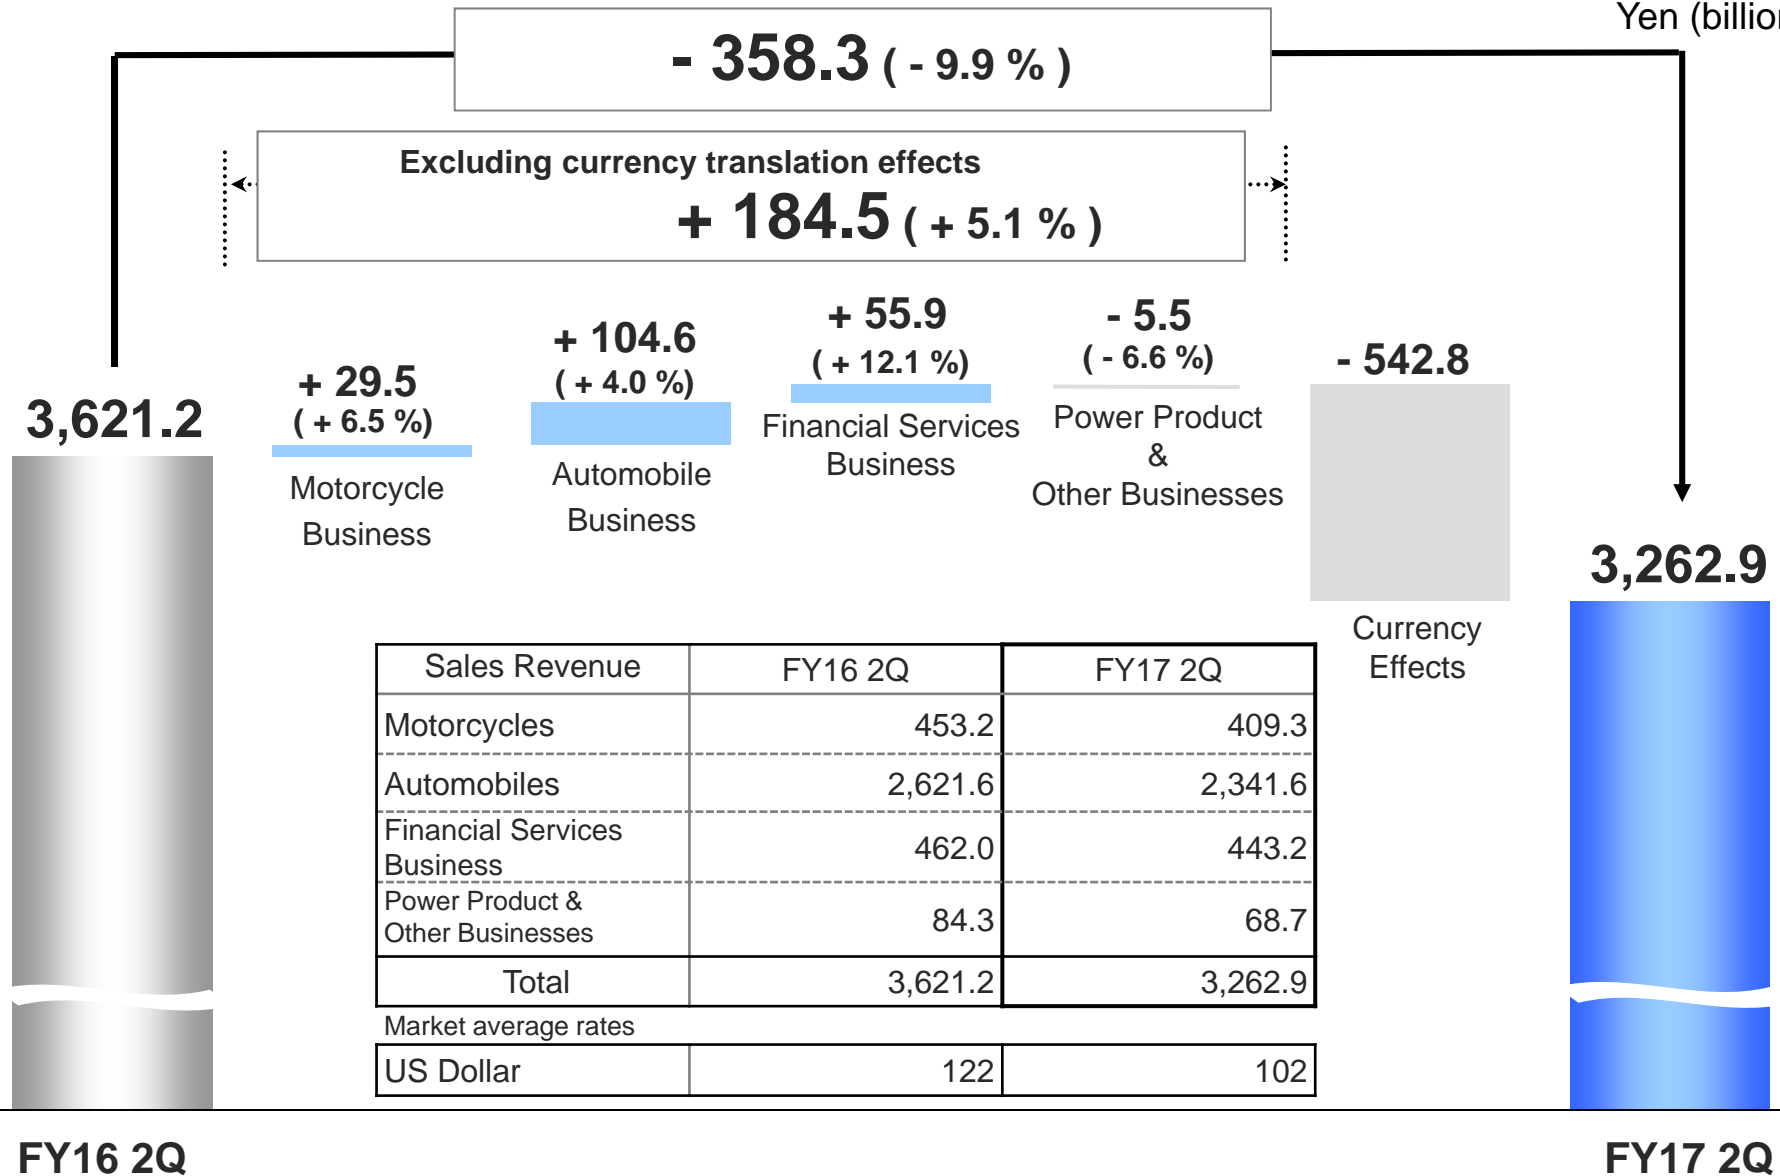 Yen (billion
- 358.3 ( - 9.9 % )
Excluding currency translation effects
+ 184.5 ( + 5.1 % )
3,621.2
+ 29.5
( + 6.5 %)
Motorcycle
Business
+ 104.6
( + 4.0 %)
Automobile
Business
+ 55.9
( + 12.1 %)
Financial Services
Business
- 5.5
( - 6.6 %)
Power Product
&
Other Businesses
- 542.8
Currency
Effects
3,262.9
Sales Revenue FY16 2Q FY17 2Q
Motorcycles 453.2 409.3
Automobiles 2,621.6 2,341.6
Financial Services
Business 462.0 443.2
Power Product &
Other Businesses 84.3 68.7
Total 3,621.2 3,262.9
Market average rates
US Dollar 122 102
FY16 2Q FY17 2Q